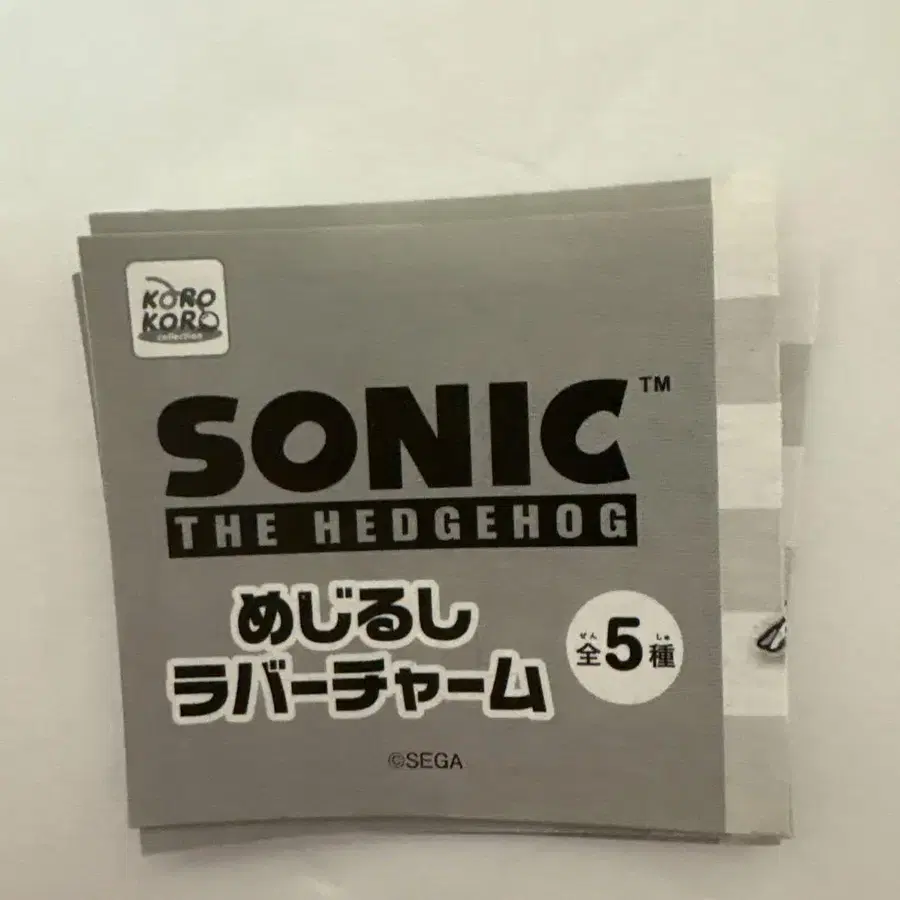 KORO
KORO
collection
SONIC™
THE HEDGEHOG
めじるし
ラバーチャーム
全5種
ぜん しゅ
©SEGA